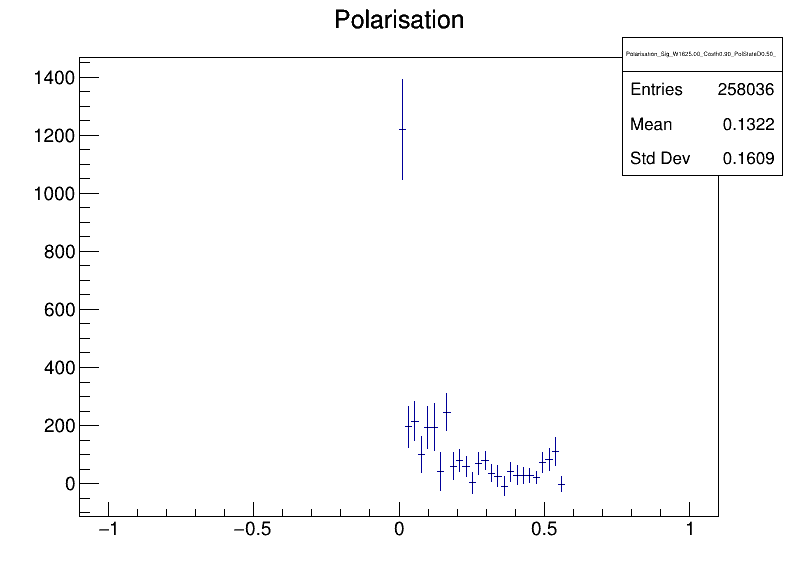 Polarisation
Polarisation_Sig_W1625.00_Costh0.90_PolStateD0.50_
Entries 258036
Mean 0.1322
Std Dev 0.1609
1400
1200
1000
800
600
400
200
0
−1 −0.5 0 0.5 1